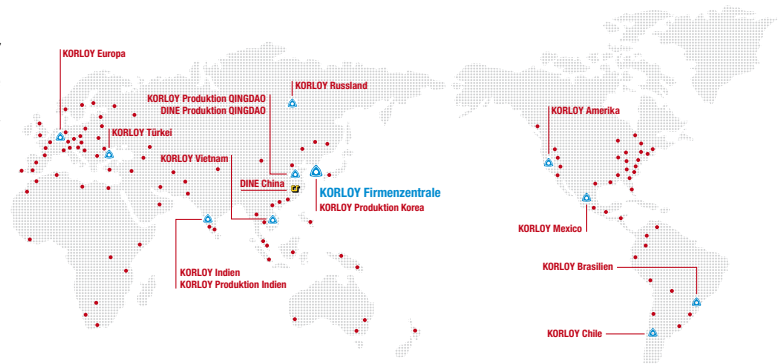 KORLOY Europa
KORLOY Russland
KORLOY Produktion QINGDAO
DINE Produktion QINGDAO
KORLOY Amerika
KORLOY Türkei
KORLOY Vietnam
DINE China
KORLOY Firmenzentrale
KORLOY Produktion Korea
KORLOY Mexico
KORLOY Indien
KORLOY Produktion Indien
KORLOY Brasilien
KORLOY Chile